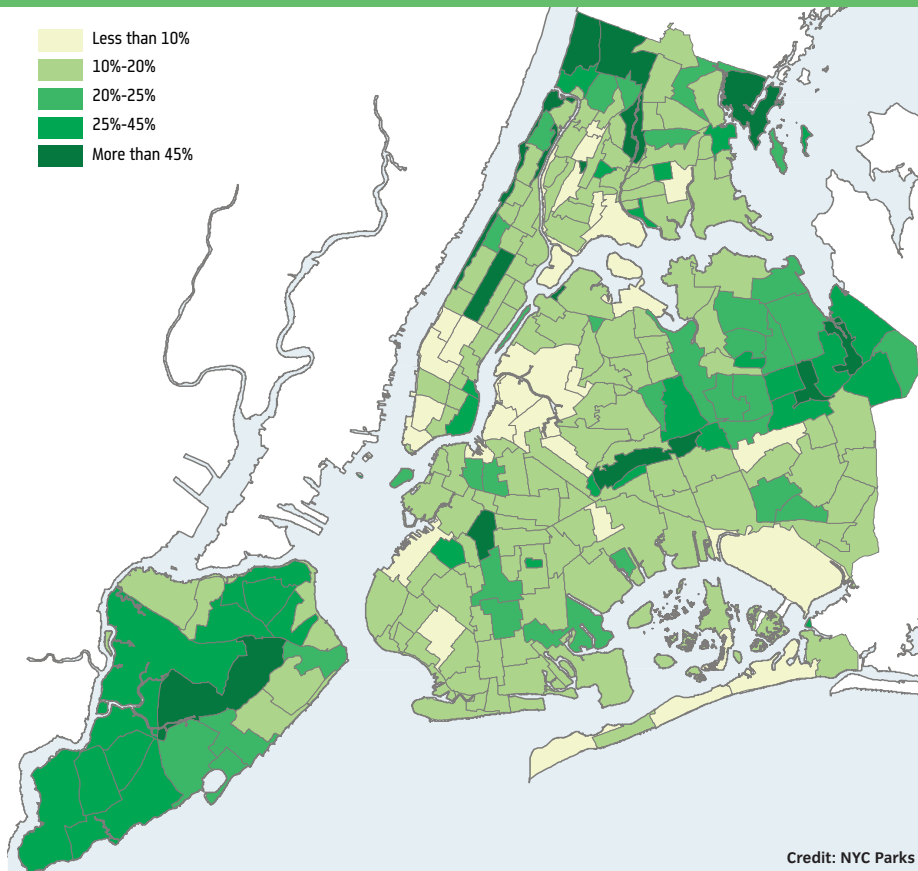 Less than 10%
10%-20%
20%-25%
25%-45%
More than 45%
Credit: NYC Parks